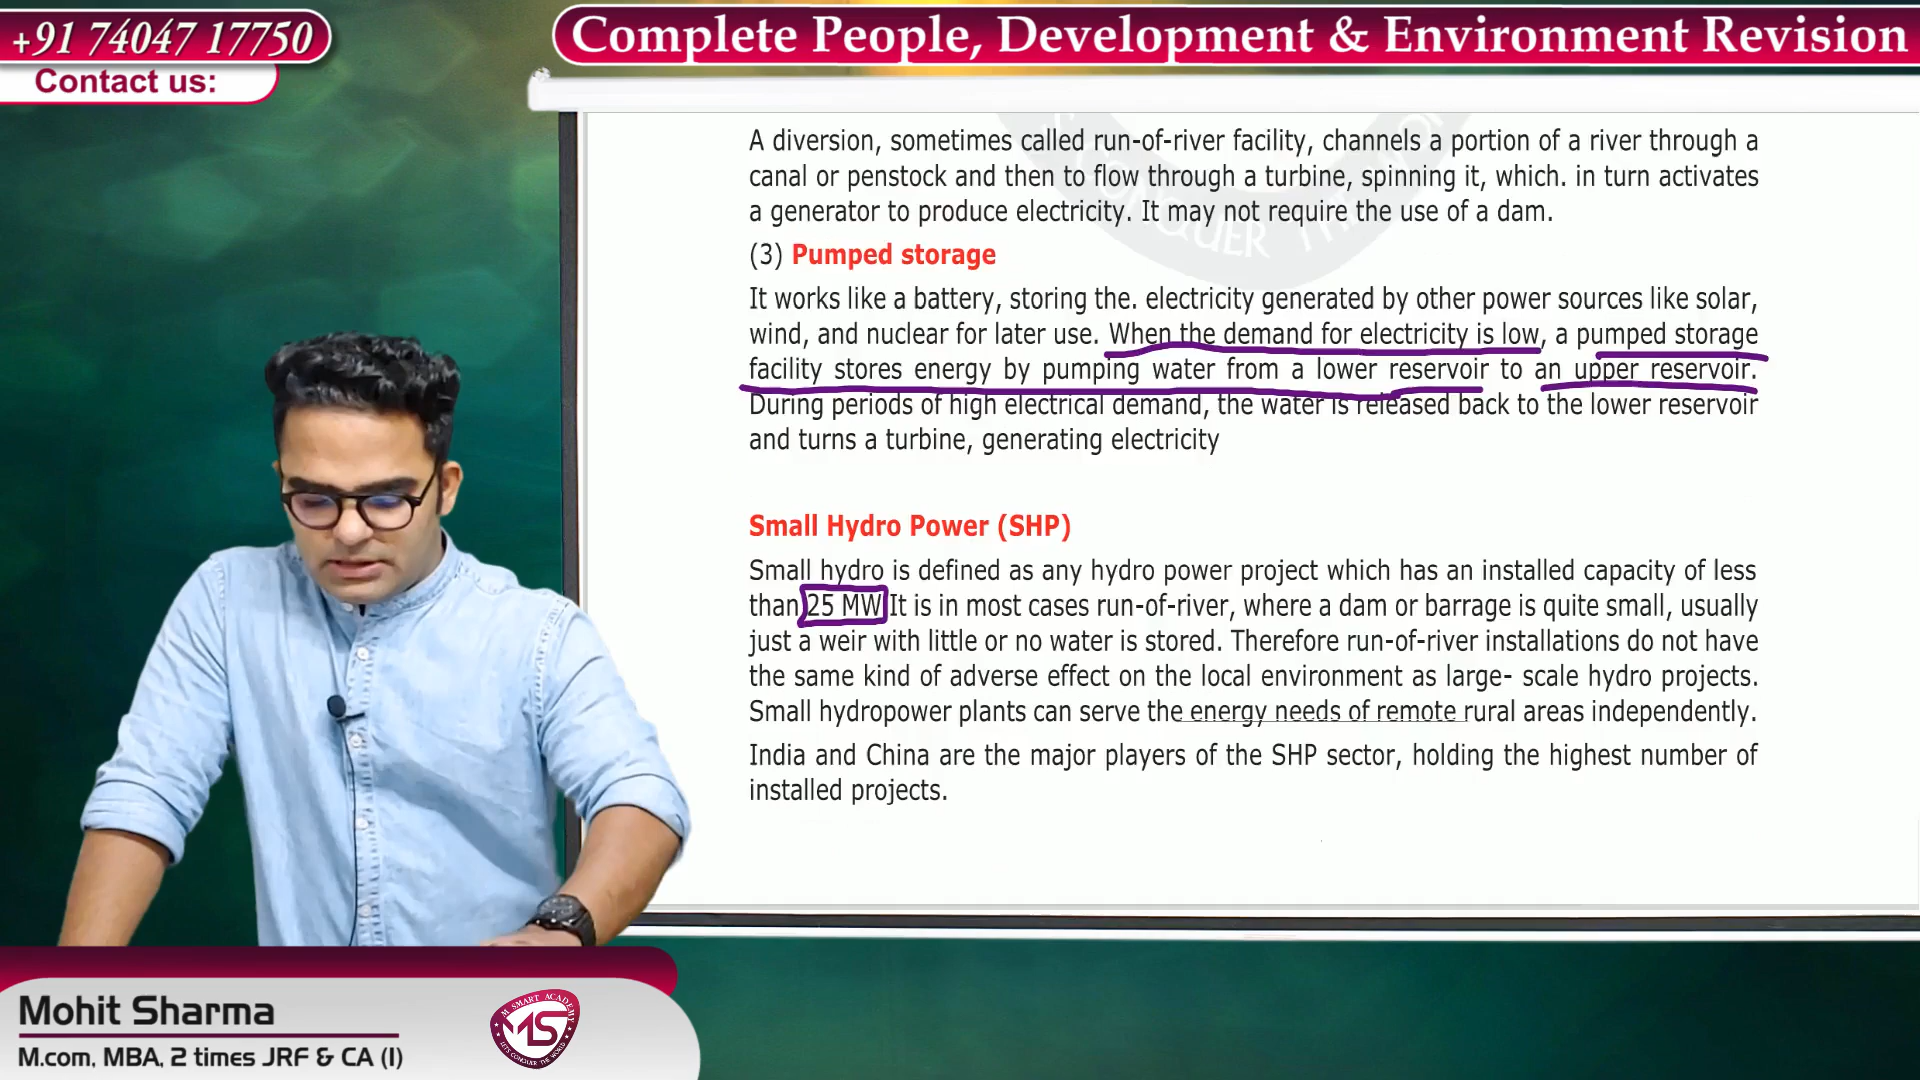 +91 74047 17750
Contact us:
Complete People, Development & Environment Revision
A diversion, sometimes called run-of-river facility, channels a portion of a river through a
canal or penstock and then to flow through a turbine, spinning it, which. in turn activates
a generator to produce electricity. It may not require the use of a dam.
(3) Pumped storage
It works like a battery, storing the. electricity generated by other power sources like solar,
wind, and nuclear for later use. When the demand for electricity is low, a pumped storage
facility stores energy by pumping water from a lower reservoir to an upper reservoir.
During periods of high electrical demand, the water is released back to the lower reservoir
and turns a turbine, generating electricity
Small Hydro Power (SHP)
Small hydro is defined as any hydro power project which has an installed capacity of less
than 25 MW It is in most cases run-of-river, where a dam or barrage is quite small, usually
just a weir with little or no water is stored. Therefore run-of-river installations do not have
the same kind of adverse effect on the local environment as large- scale hydro projects.
Small hydropower plants can serve the energy needs of remote rural areas independently.
India and China are the major players of the SHP sector, holding the highest number of
installed projects.
Mohit Sharma
M.com, MBA, 2 times JRF & CA (I)
M SMART ACADEMY
MS
LETS CONQUER THE WORLD